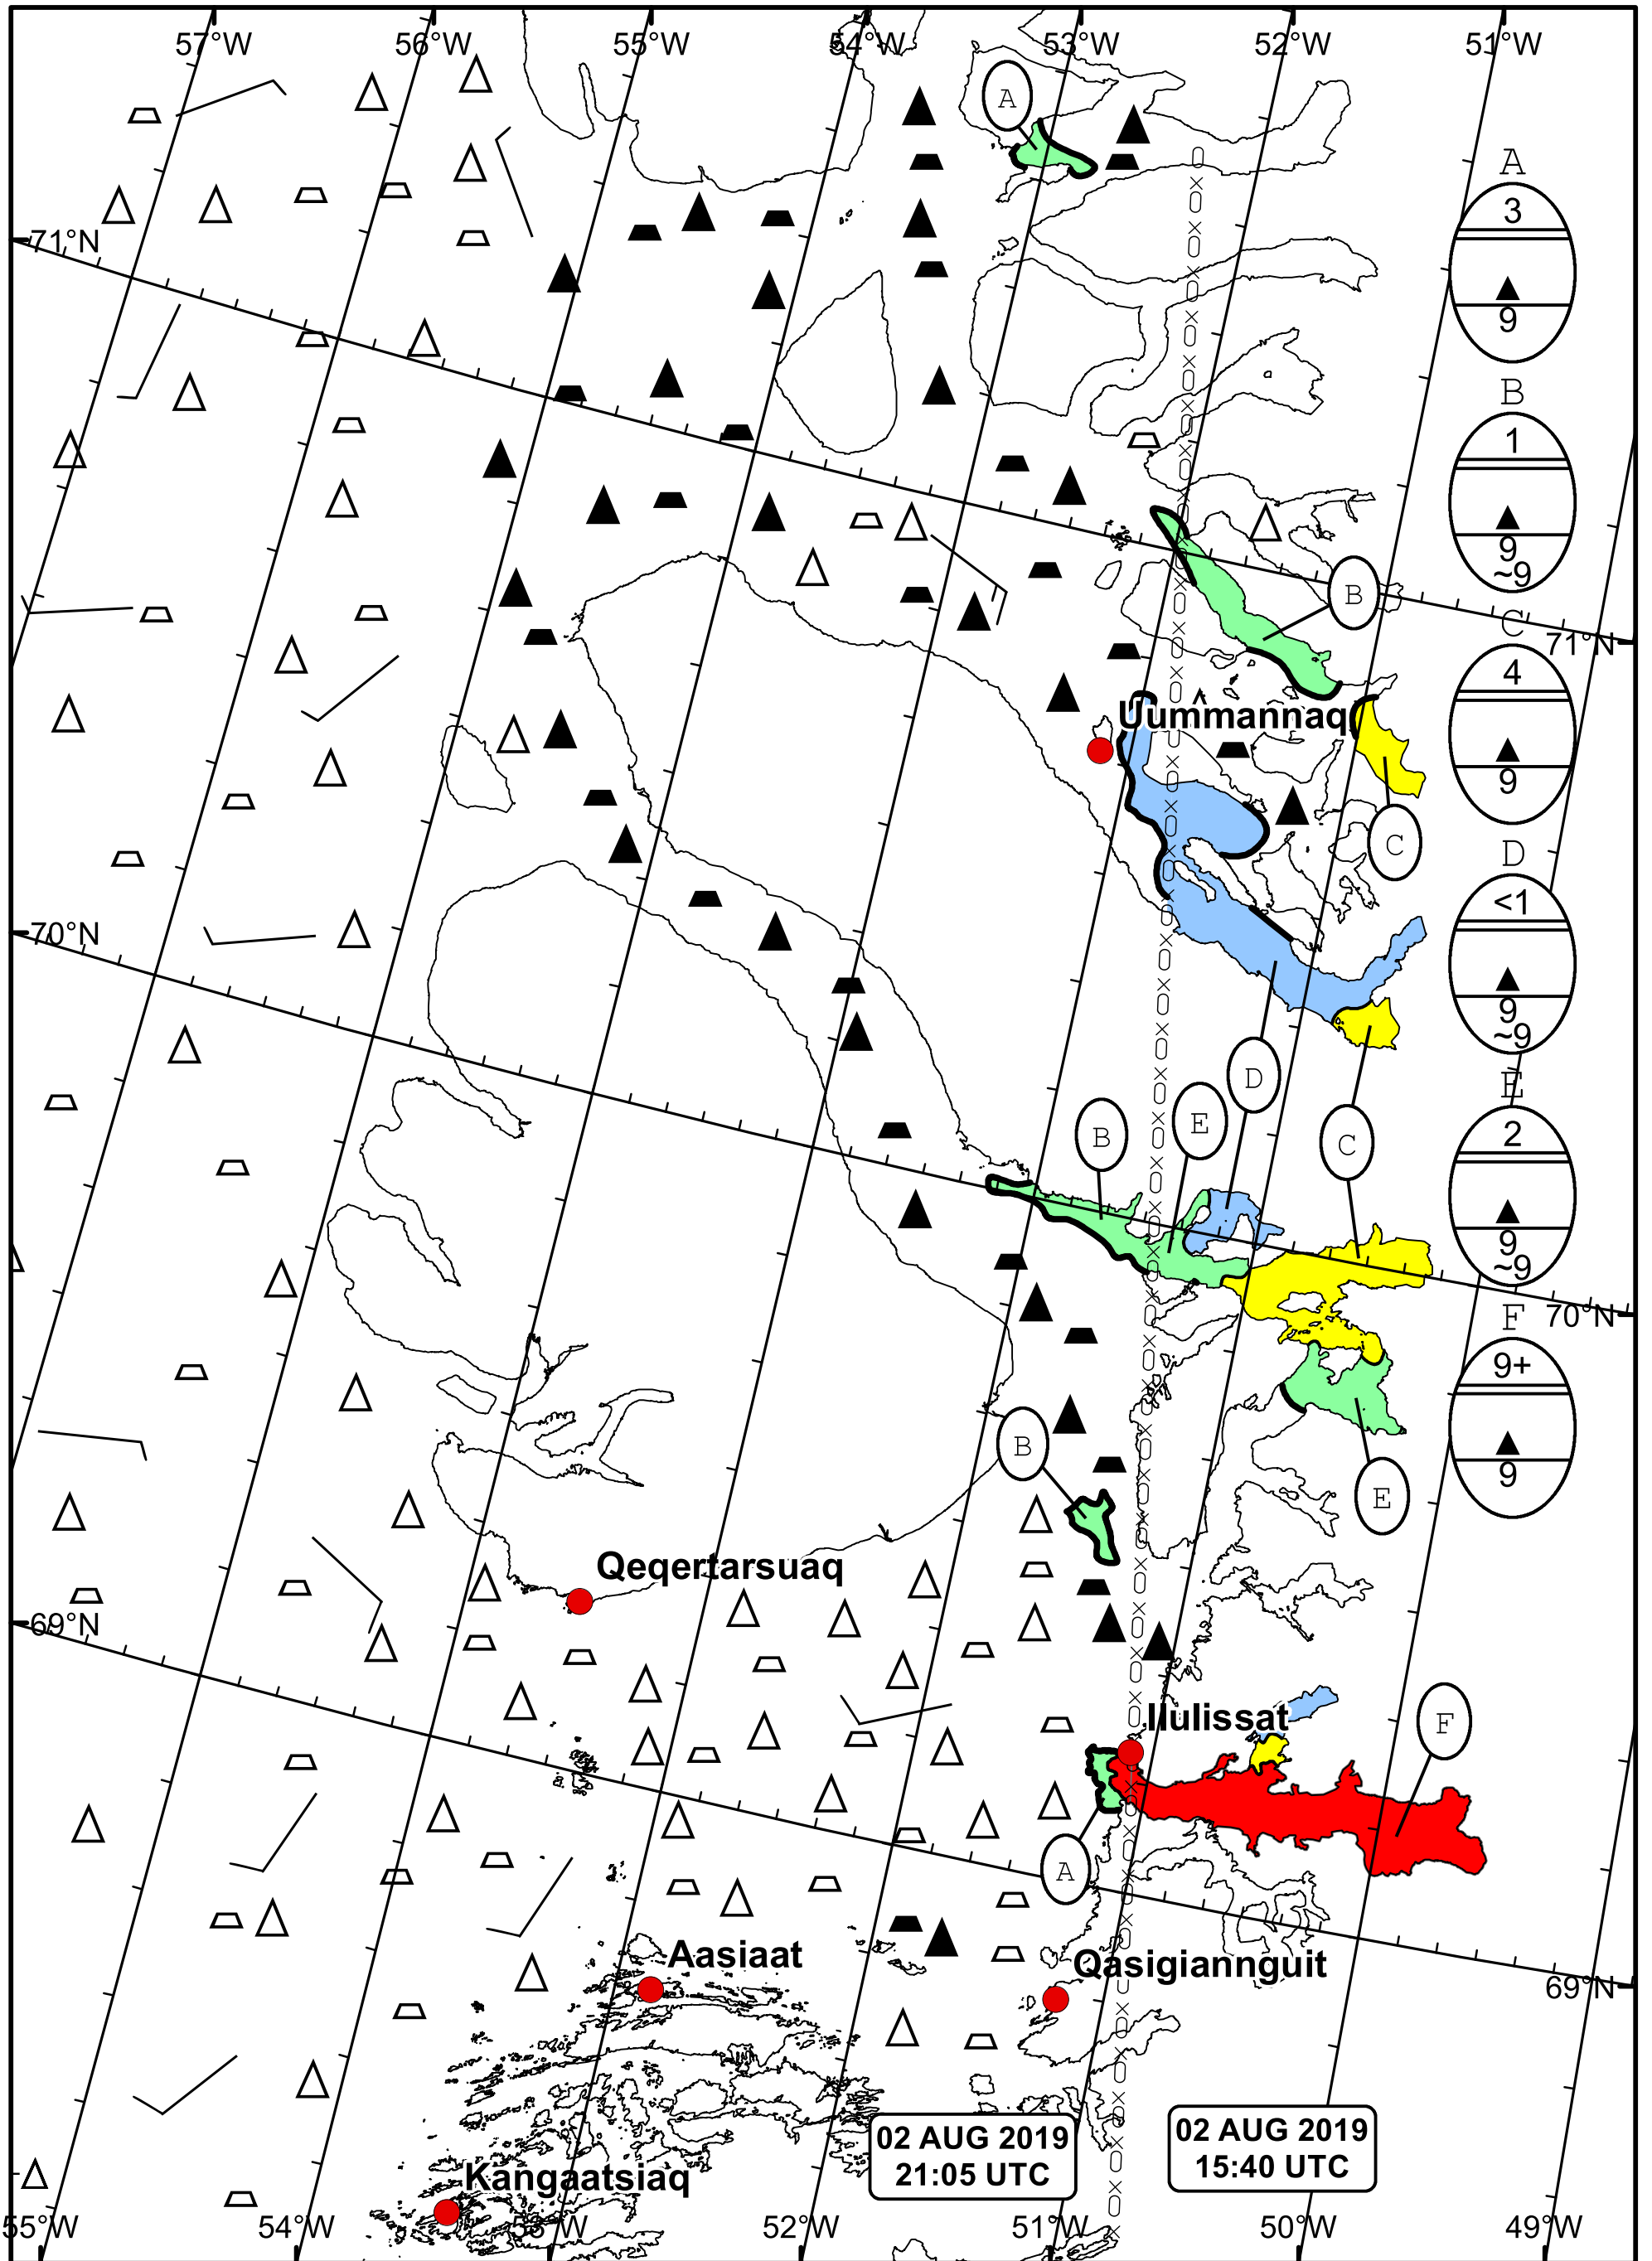 57°W
56°W
55°W
54°W
53°W
52°W
51°W
A
A
3
9
71°N
B
1
9
~9
B
C
4
9
71°N
Uummannaq
C
D
<1
9
~9
70°N
D
B
E
C
E
2
9
~9
F
70°N
9+
9
B
E
Qeqertarsuaq
69°N
Ilulissat
F
A
Aasiaat
Qasigiannguit
69°N
02 AUG 2019
21:05 UTC
02 AUG 2019
15:40 UTC
Kangaatsiaq
55°W
54°W
53°W
52°W
51°W
50°W
49°W